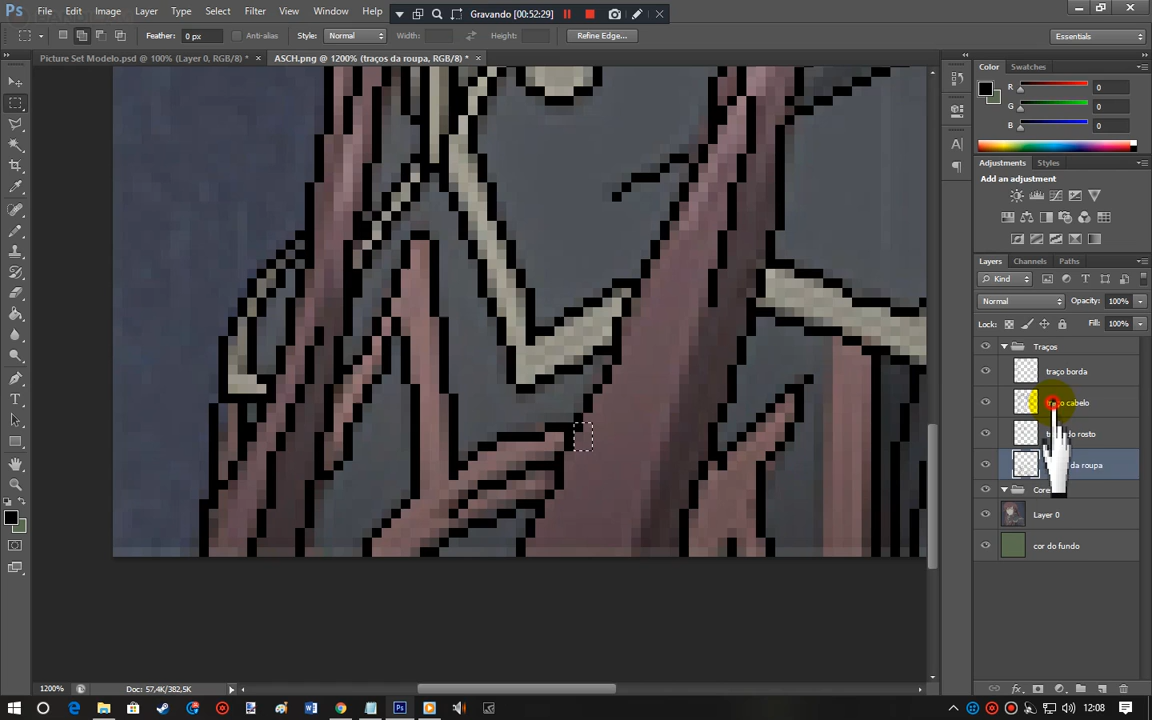 Ps File Edit Image Layer Type Select Filter View Window Help
Gravando [00:52:29]
Feather: 0 px Anti-alias Style: Normal Width: Height: Refine Edge... Essentials
Picture Set Modelo.psd @ 100% (Layer 0, RGB/8) * × ASCH.png @ 1200% (traços da roupa, RGB/8) * ×
Color Swatches
R 0
G 0
B 0
Adjustments Styles
Add an adjustment
Layers Channels Paths
Kind
Normal Opacity: 100%
Lock: Fill: 100%
Traços
traço borda
cabelo
do rosto
da roupa
Layer 0
cor do fundo
1200% Doc: 57,4K/382,5K
12:08